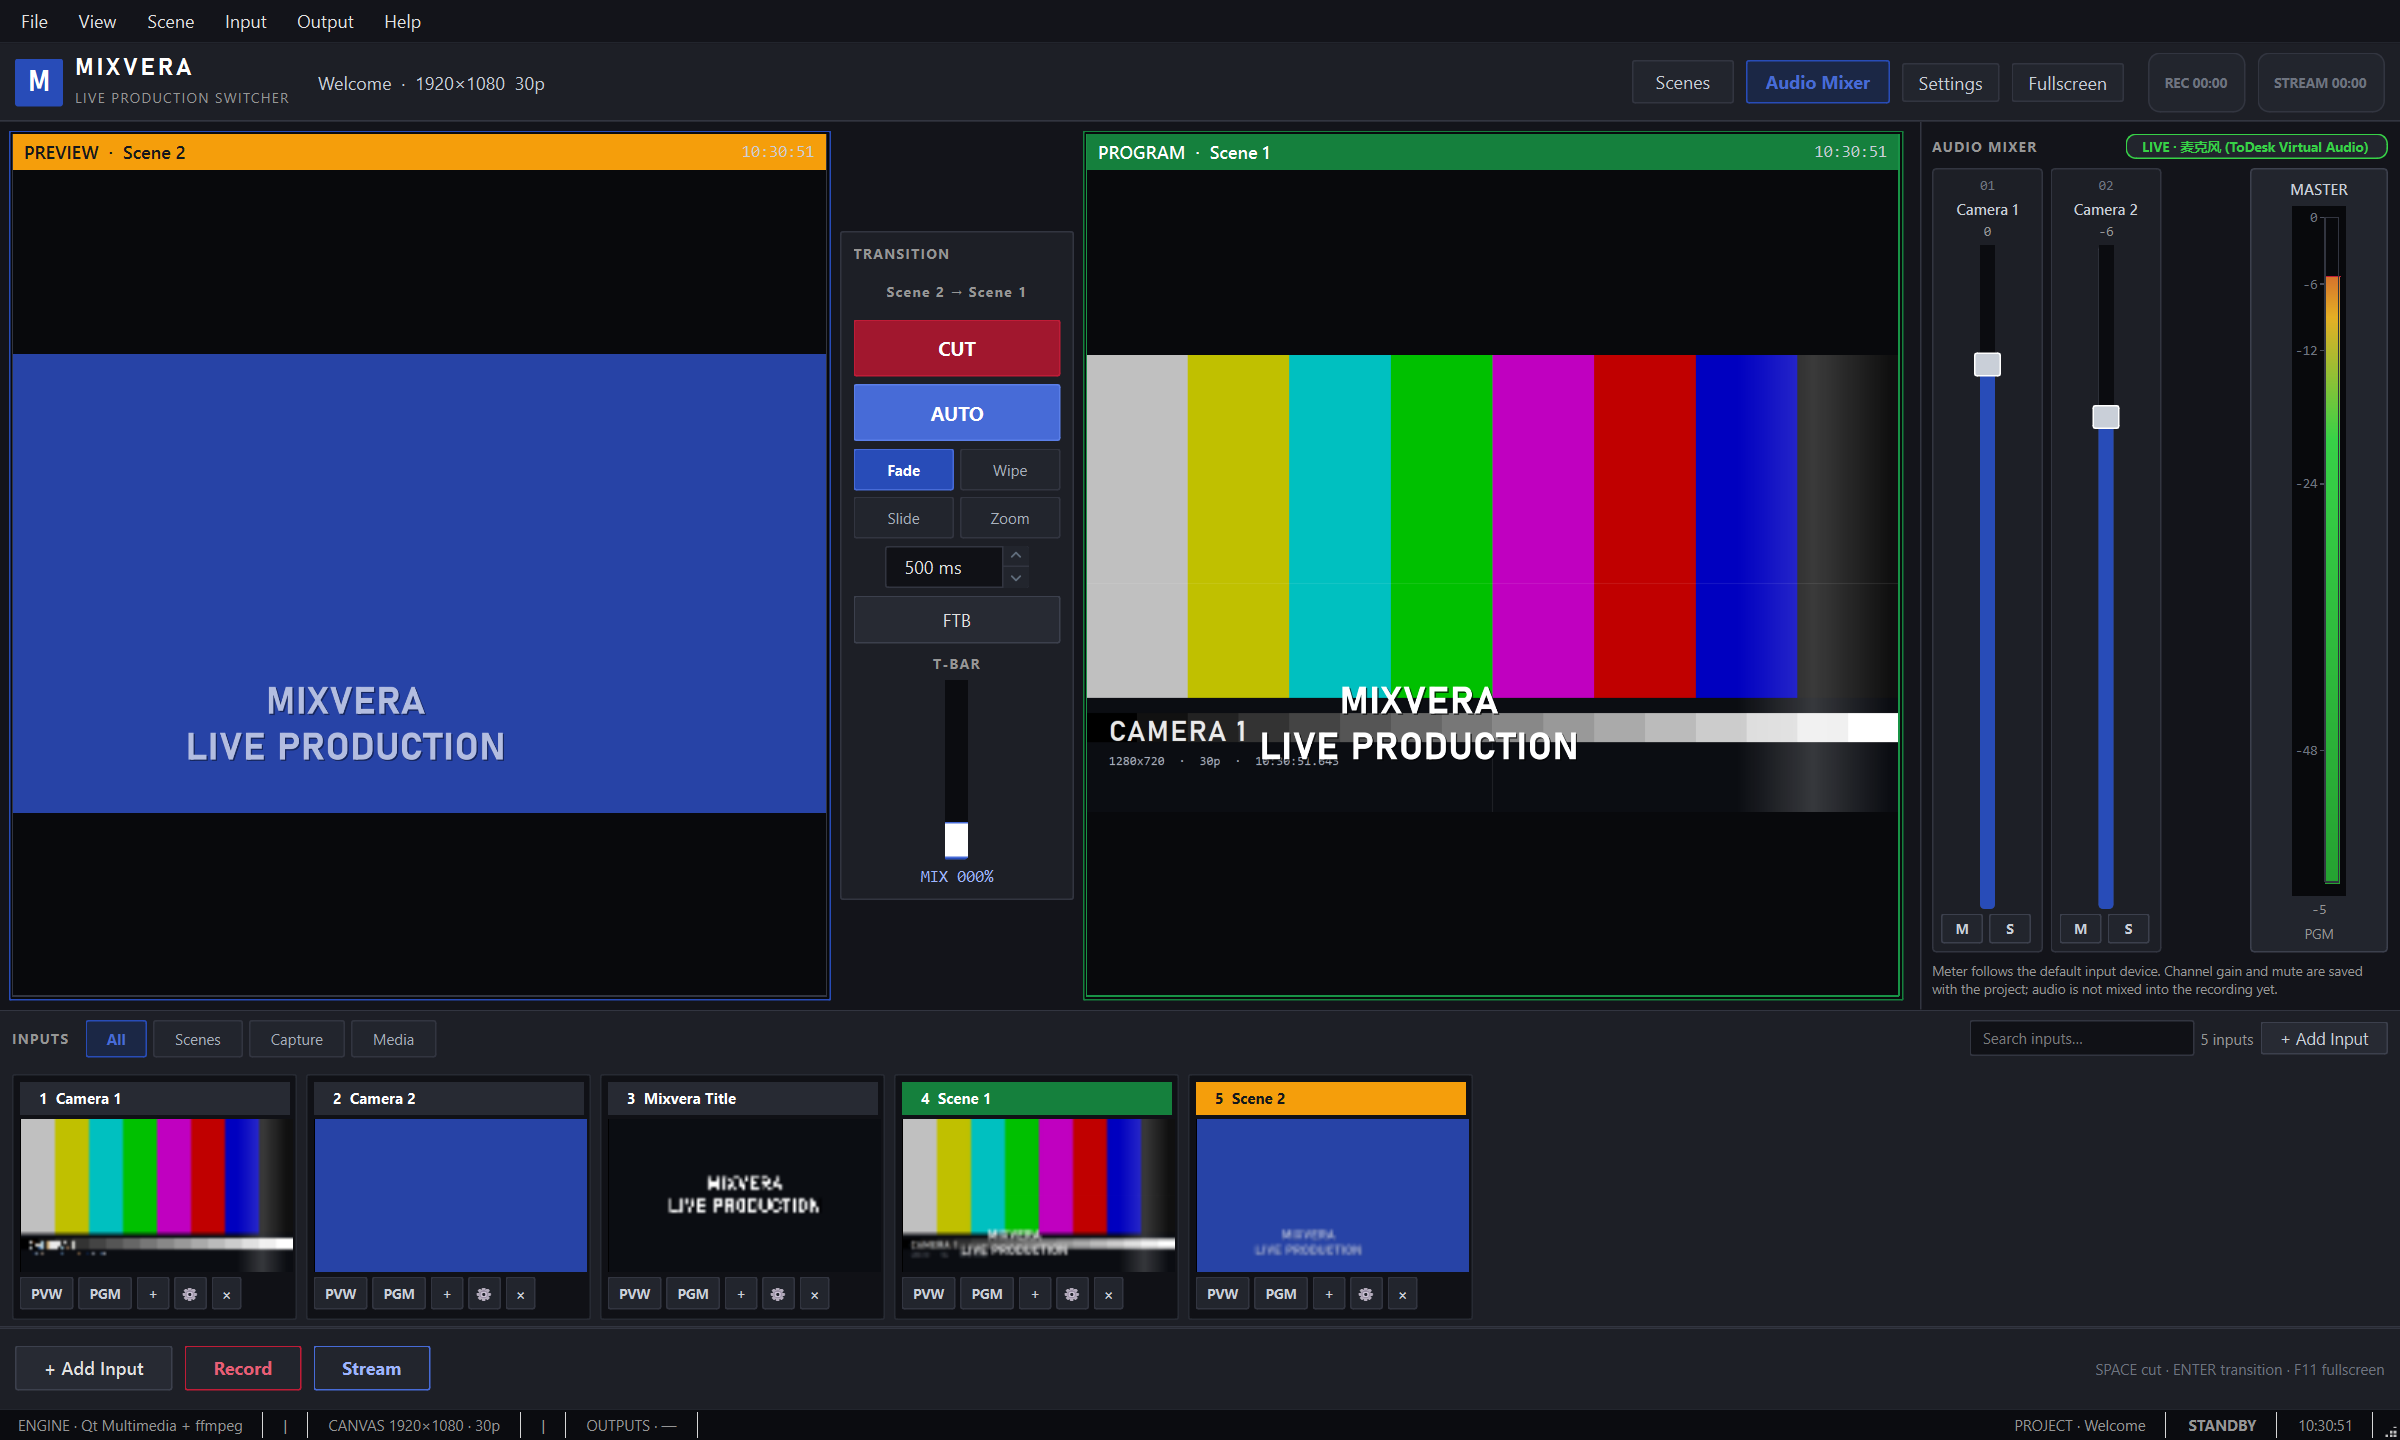 File View Scene Input Output Help
M MIXVERA
LIVE PRODUCTION SWITCHER
Welcome · 1920×1080 30p
Scenes Audio Mixer Settings Fullscreen REC 00:00 STREAM 00:00
PREVIEW · Scene 2 10:30:51
MIXVERA
LIVE PRODUCTION
TRANSITION
Scene 2 → Scene 1
CUT
AUTO
Fade Wipe
Slide Zoom
500 ms
FTB
T-BAR
MIX 000%
PROGRAM · Scene 1 10:30:51
MIXVERA
CAMERA 1
LIVE PRODUCTION
1280x720 · 30p ·
AUDIO MIXER LIVE · 麦克风 (ToDesk Virtual Audio)
01
Camera 1
0
M S
02
Camera 2
-6
M S
MASTER
0
-6
-12
-24
-48
-5
PGM
Meter follows the default input device. Channel gain and mute are saved
with the project; audio is not mixed into the recording yet.
INPUTS All Scenes Capture Media Search inputs... 5 inputs + Add Input
1 Camera 1
PVW PGM + ×
2 Camera 2
PVW PGM + ×
3 Mixvera Title
MIXVERA
LIVE PRODUCTION
PVW PGM + ×
4 Scene 1
MIXVERA
CAMERA 1 LIVE PRODUCTION
PVW PGM + ×
5 Scene 2
MIXVERA
LIVE PRODUCTION
PVW PGM + ×
+ Add Input Record Stream SPACE cut · ENTER transition · F11 fullscreen
ENGINE · Qt Multimedia + ffmpeg | CANVAS 1920×1080 · 30p | OUTPUTS · — PROJECT · Welcome STANDBY 10:30:51